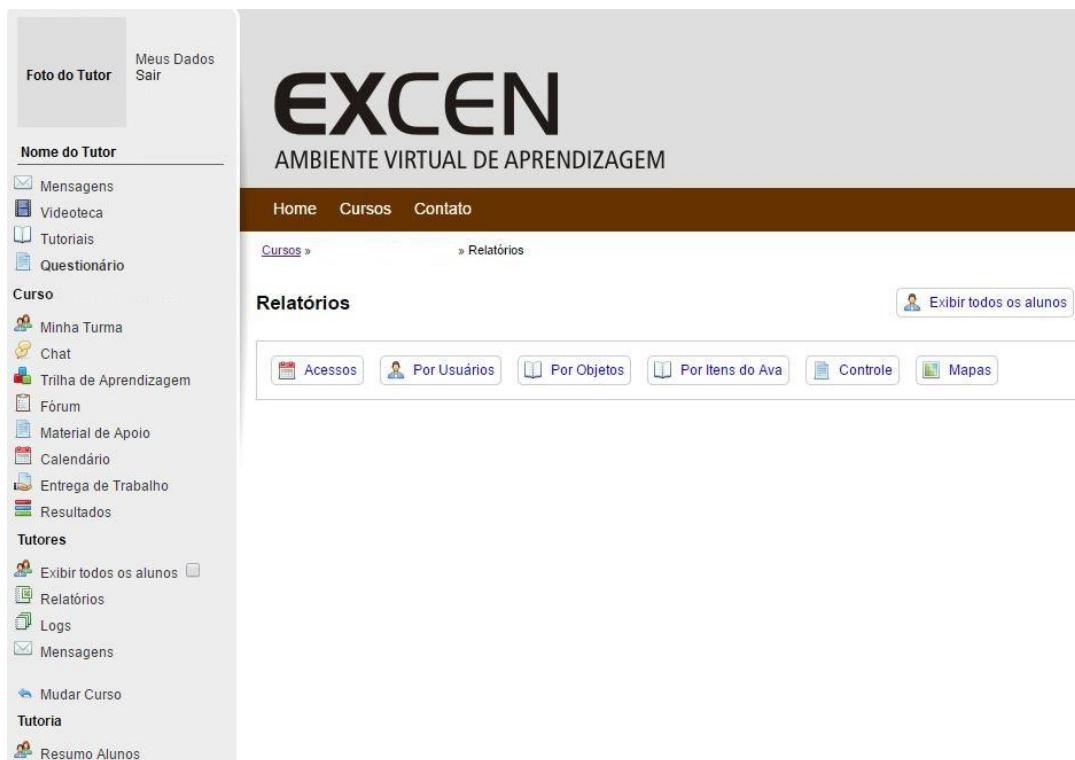 Foto do Tutor
Meus Dados
Sair
Nome do Tutor
Mensagens
Videoteca
Tutoriais
Questionário
Curso
Minha Turma
Chat
Trilha de Aprendizagem
Fórum
Material de Apoio
Calendário
Entrega de Trabalho
Resultados
Tutores
Exibir todos os alunos
Relatórios
Logs
Mensagens
Mudar Curso
Tutoria
Resumo Alunos
EXCEN
AMBIENTE VIRTUAL DE APRENDIZAGEM
Home Cursos Contato
Cursos » » Relatórios
Relatórios
Exibir todos os alunos
Acessos Por Usuários Por Objetos Por Itens do Ava Controle Mapas